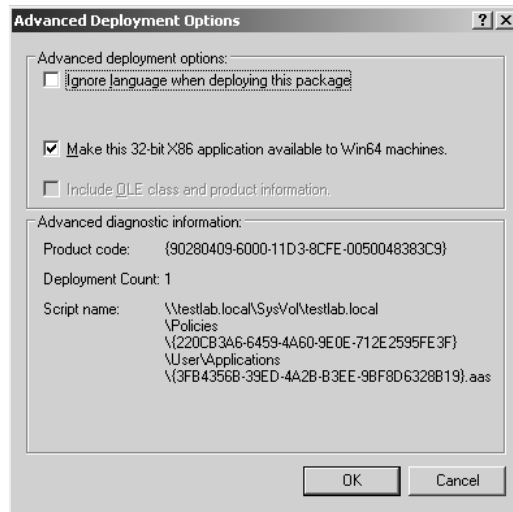 Advanced Deployment Options
Advanced deployment options:
Ignore language when deploying this package
Make this 32-bit X86 application available to Win64 machines.
Include OLE class and product information.
Advanced diagnostic information:
Product code: {90280409-6000-11D3-8CFE-0050048383C9}
Deployment Count: 1
Script name: \\testlab.local\SysVol\testlab.local
\Policies
\{220CB3A6-6459-4A60-9E0E-712E2595FE3F}
\User\Applications
\{3FB4356B-39ED-4A2B-B3EE-9BF8D6328B19}.aas
OK Cancel